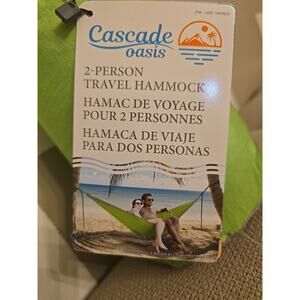 Cascade
oasis
2-PERSON
TRAVEL HAMMOCK
HAMAC DE VOYAGE
POUR 2 PERSONNES
HAMACA DE VIAJE
PARA DOS PERSONAS